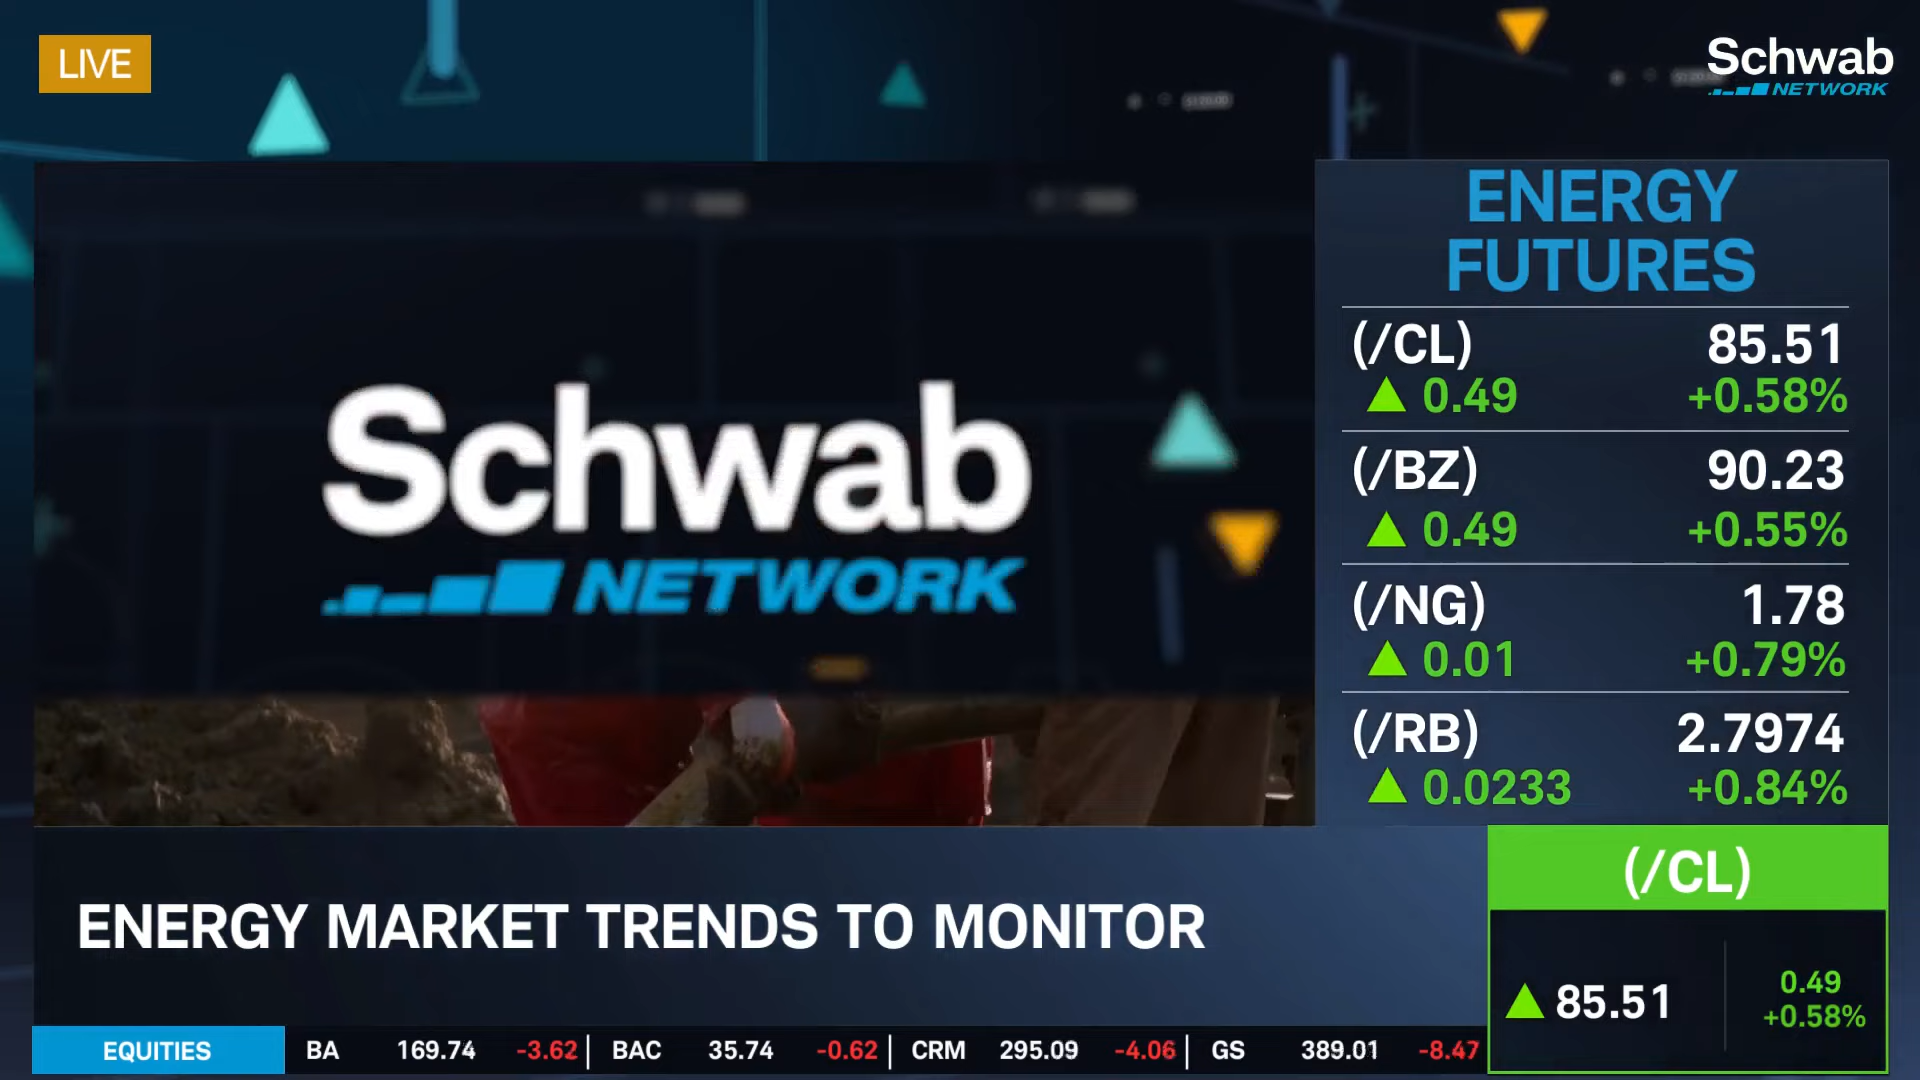 LIVE
Schwab
NETWORK
Schwab
NETWORK
ENERGY
FUTURES
(/CL) 85.51
▲ 0.49 +0.58%
(/BZ) 90.23
▲ 0.49 +0.55%
(/NG) 1.78
▲ 0.01 +0.79%
(/RB) 2.7974
▲ 0.0233 +0.84%
ENERGY MARKET TRENDS TO MONITOR
(/CL)
▲ 85.51
0.49
+0.58%
EQUITIES BA 169.74 -3.62 | BAC 35.74 -0.62 | CRM 295.09 -4.06 | GS 389.01 -8.47